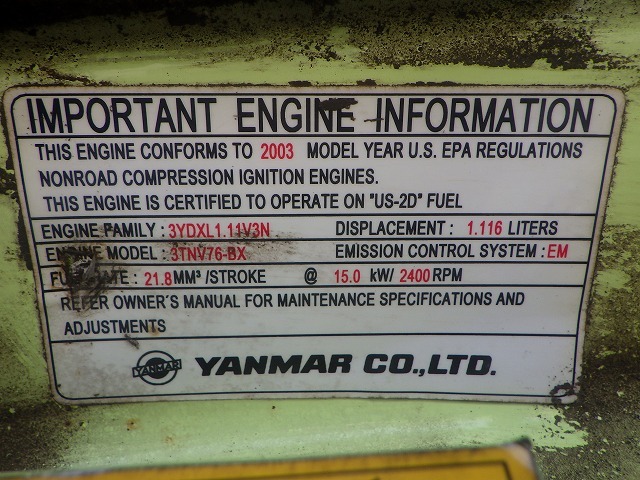 IMPORTANT ENGINE INFORMATION
THIS ENGINE CONFORMS TO 2003 MODEL YEAR U.S. EPA REGULATIONS
NONROAD COMPRESSION IGNITION ENGINES.
THIS ENGINE IS CERTIFIED TO OPERATE ON "US-2D" FUEL
ENGINE FAMILY : 3YDXL1.11V3N DISPLACEMENT : 1.116 LITERS
ENGINE MODEL : 3TNV76-BX EMISSION CONTROL SYSTEM : EM
FUEL RATE : 21.8 MM³ /STROKE @ 15.0 kW/ 2400 RPM
REFER OWNER'S MANUAL FOR MAINTENANCE SPECIFICATIONS AND
ADJUSTMENTS
YANMAR YANMAR CO.,LTD.